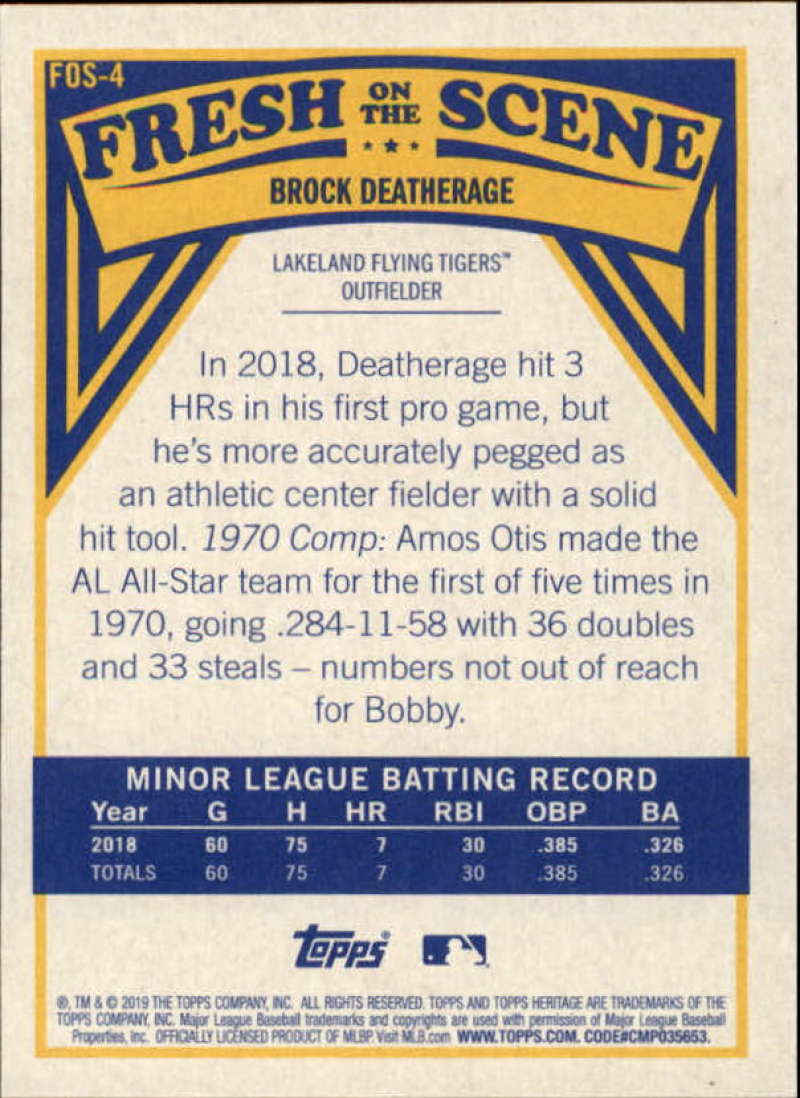 FOS-4
FRESH ON THE SCENE
BROCK DEATHERAGE
LAKELAND FLYING TIGERS™
OUTFIELDER
In 2018, Deatherage hit 3
HRs in his first pro game, but
he's more accurately pegged as
an athletic center fielder with a solid
hit tool. 1970 Comp: Amos Otis made the
AL All-Star team for the first of five times in
1970, going .284-11-58 with 36 doubles
and 33 steals – numbers not out of reach
for Bobby.
MINOR LEAGUE BATTING RECORD
Year G H HR RBI OBP BA
2018 60 75 7 30 .385 .326
TOTALS 60 75 7 30 .385 .326
Topps®
®, TM & © 2019 THE TOPPS COMPANY, INC. ALL RIGHTS RESERVED. TOPPS AND TOPPS HERITAGE ARE TRADEMARKS OF THE
TOPPS COMPANY, INC. Major League Baseball trademarks and copyrights are used with permission of Major League Baseball
Properties, Inc. OFFICIALLY LICENSED PRODUCT OF MLBP. Visit MLB.com WWW.TOPPS.COM. CODE#CMP035653.